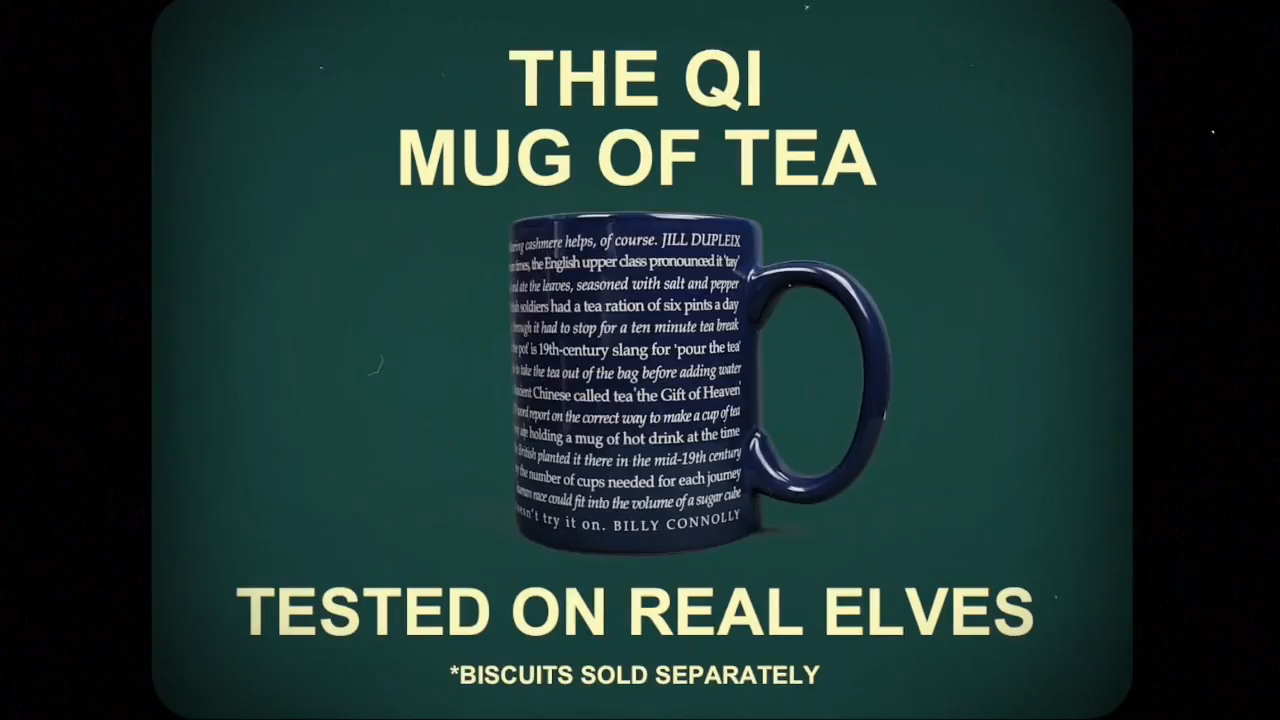 THE QI
MUG OF TEA
cashmere helps, of course. JILL DUPLEIX
times, the English upper class pronounced it 'tay'
ate the leaves, seasoned with salt and pepper
soldiers had a tea ration of six pints a day
it had to stop for a ten minute tea break
pot' is 19th-century slang for 'pour the tea'
to take the tea out of the bag before adding water
Chinese called tea 'the Gift of Heaven'
report on the correct way to make a cup of tea
are holding a mug of hot drink at the time
British planted it there in the mid-19th century
the number of cups needed for each journey
race could fit into the volume of a sugar cube
try it on. BILLY CONNOLLY
TESTED ON REAL ELVES
*BISCUITS SOLD SEPARATELY